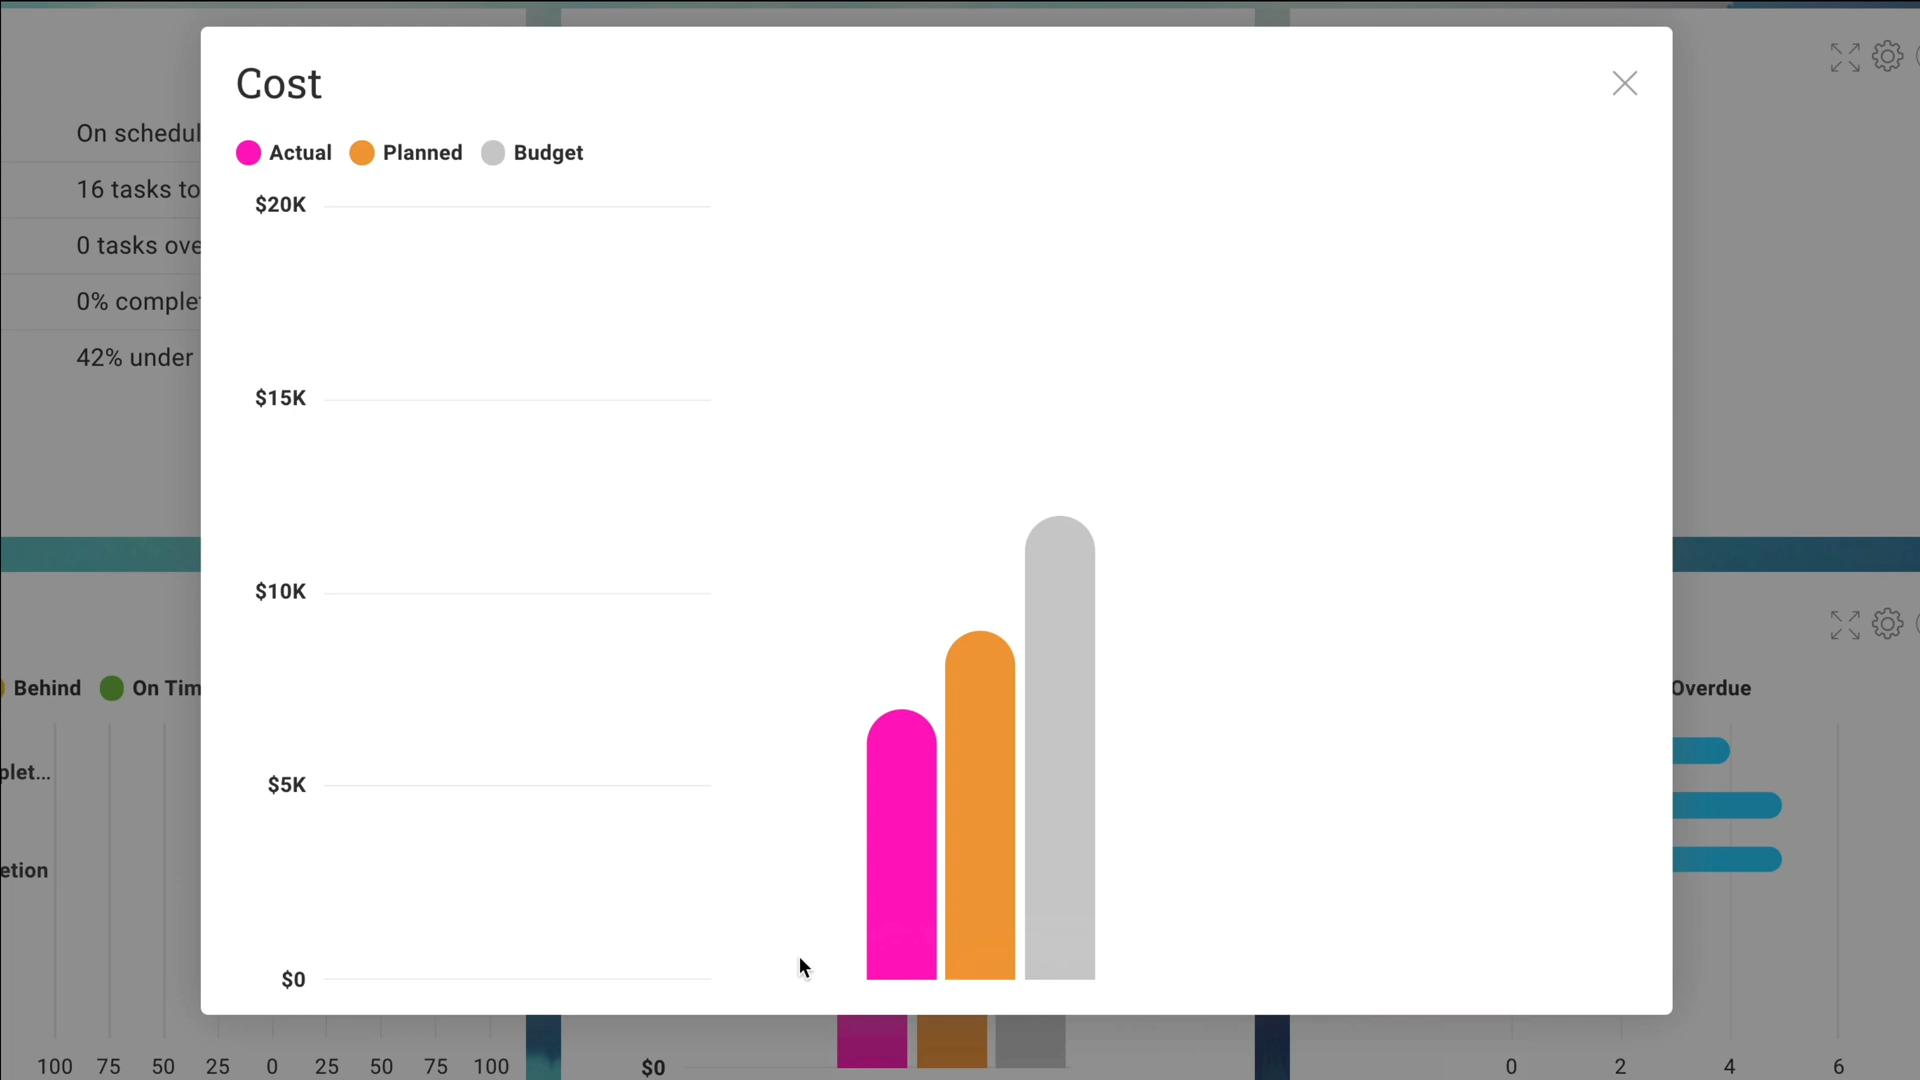 Cost
Actual Planned Budget
$20K
$15K
$10K
$5K
$0
On schedul
16 tasks to
0 tasks ove
0% comple
42% under
Behind On Tim
plet...
etion
100 75 50 25 0 25 50 75 100
$0
Overdue
0 2 4 6